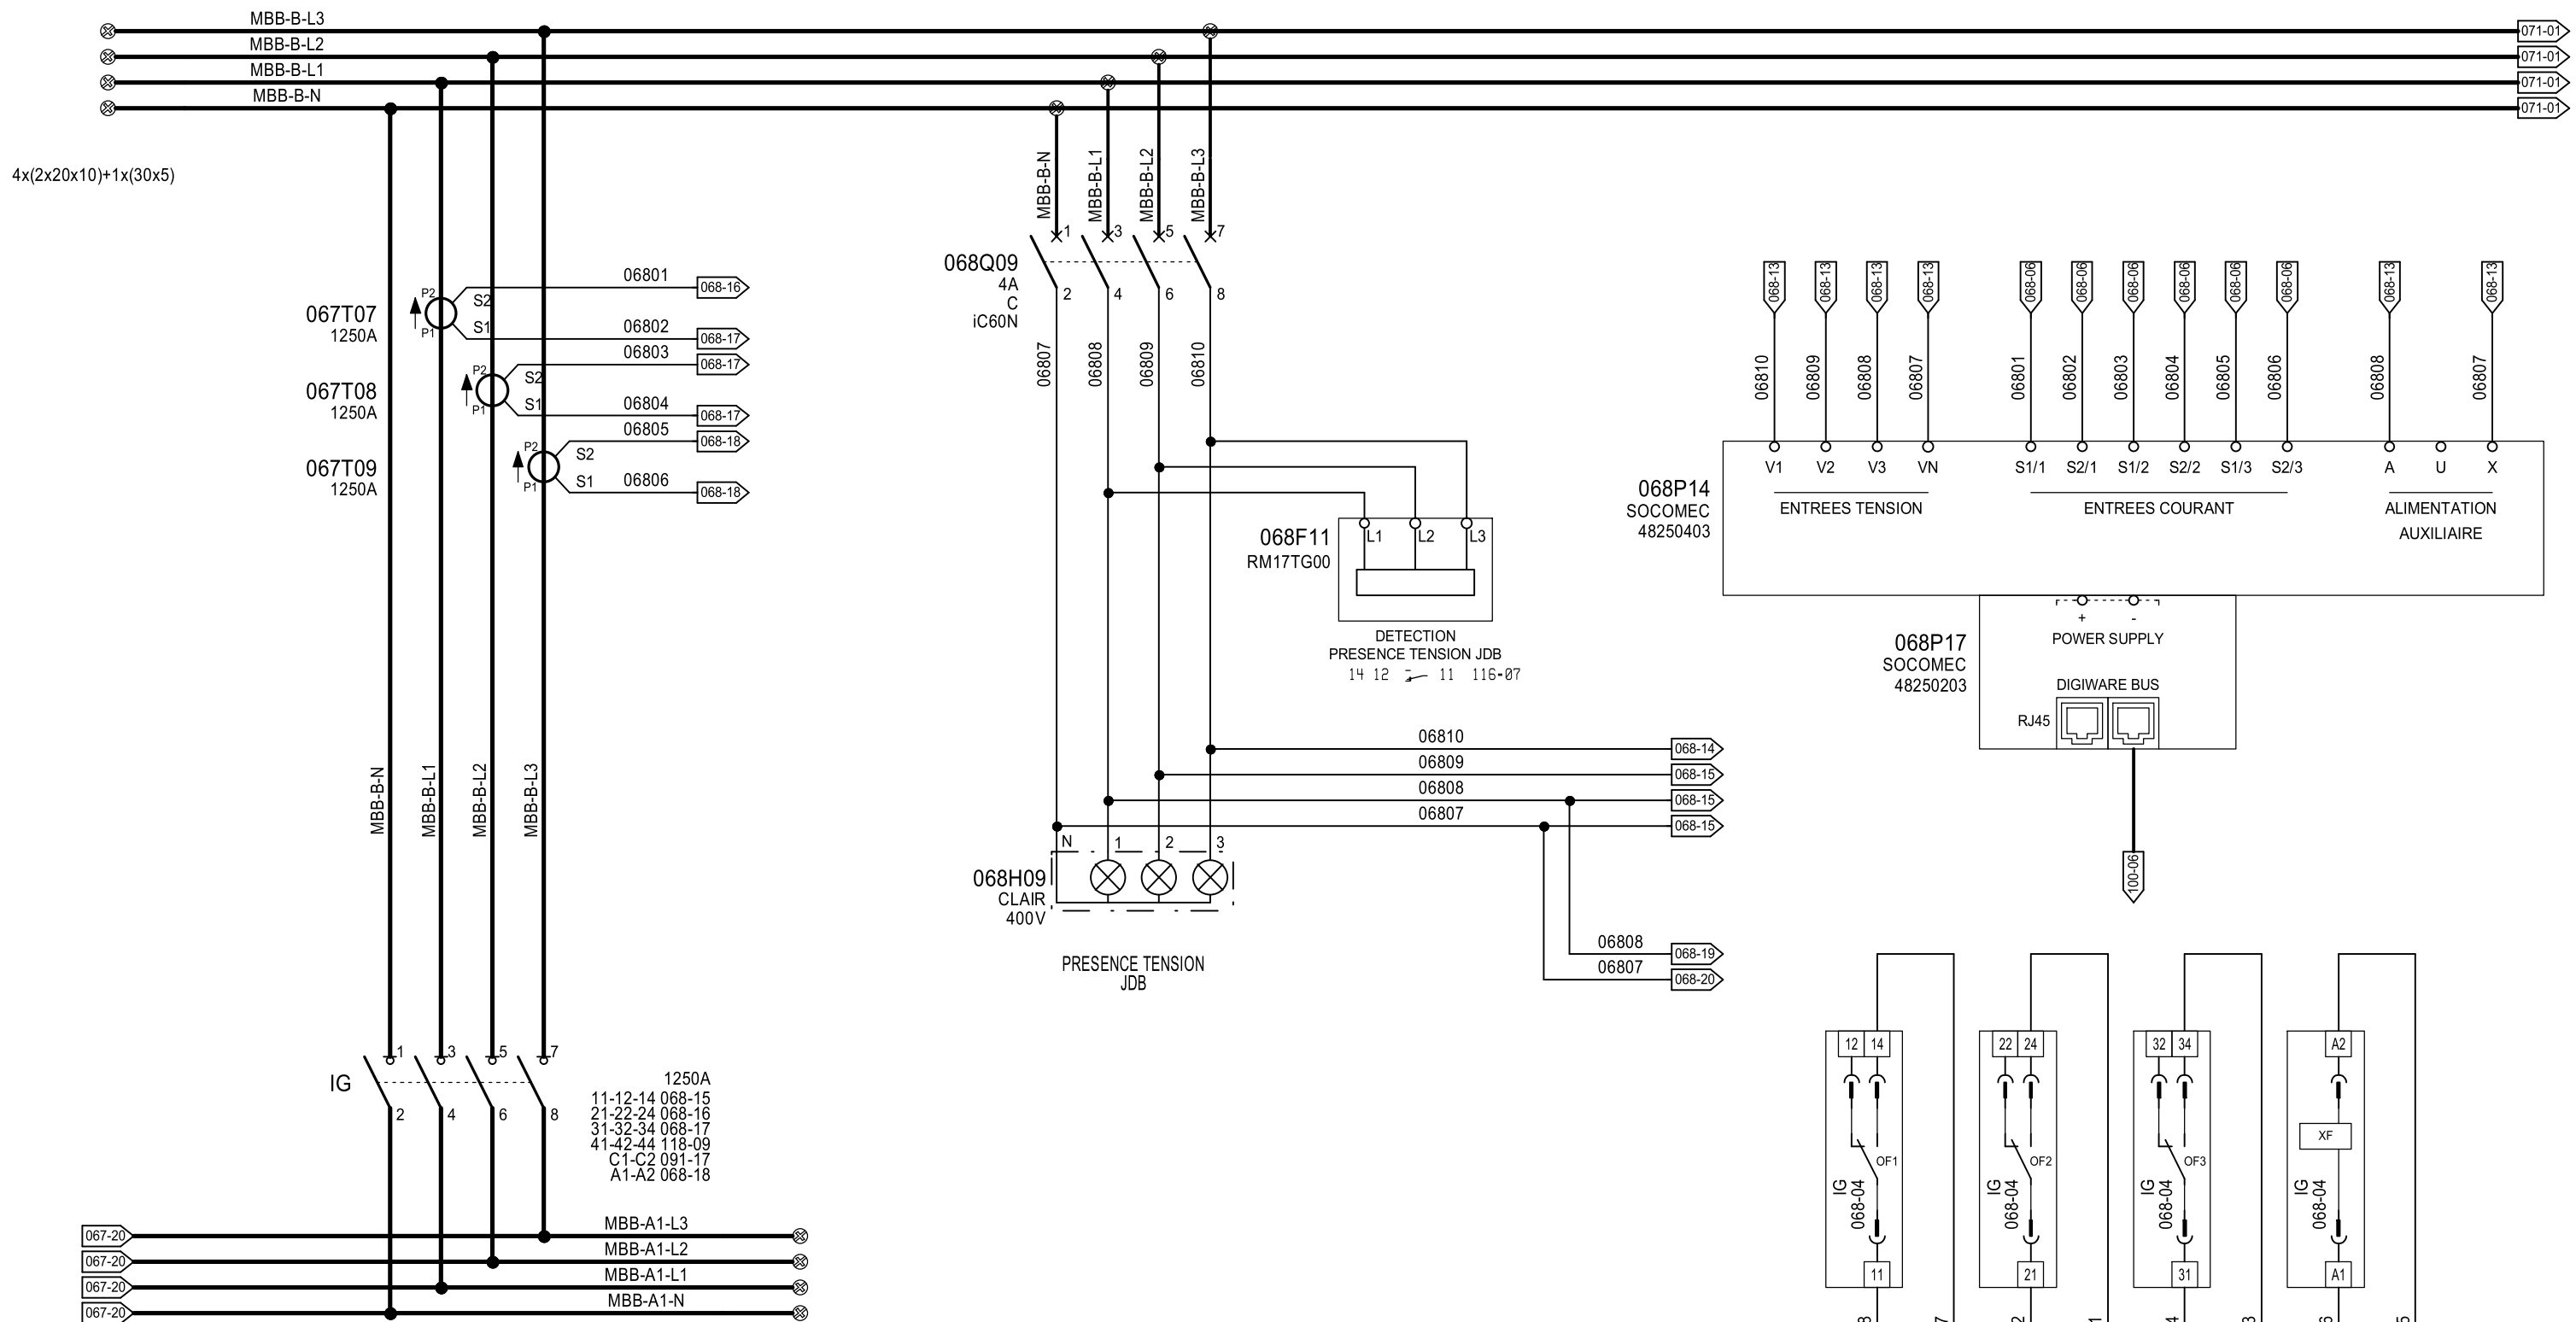 MBB-B-L3
071-01
MBB-B-L2
071-01
MBB-B-L1
071-01
MBB-B-N
071-01
4x(2x20x10)+1x(30x5)
067T07
1250A
P2
P1
S2
S1
06801
068-16
06802
068-17
067T08
1250A
P2
P1
S2
S1
06803
068-17
06804
068-17
067T09
1250A
P2
P1
S2
S1
06805
068-18
06806
068-18
MBB-B-N
MBB-B-L1
MBB-B-L2
MBB-B-L3
IG
1 3 5 7
2 4 6 8
1250A
11-12-14 068-15
21-22-24 068-16
31-32-34 068-17
41-42-44 118-09
C1-C2 091-17
A1-A2 068-18
067-20
MBB-A1-L3
067-20
MBB-A1-L2
067-20
MBB-A1-L1
067-20
MBB-A1-N
MBB-B-N
MBB-B-L1
MBB-B-L2
MBB-B-L3
1 3 5 7
068Q09
4A
C
iC60N
2 4 6 8
06807
06808
06809
06810
068F11
RM17TG00
L1 L2 L3
DETECTION
PRESENCE TENSION JDB
14 12 11 116-07
06810
068-14
06809
068-15
06808
068-15
06807
068-15
N 1 2 3
068H09
CLAIR
400V
PRESENCE TENSION
JDB
06808
068-19
06807
068-20
068-13
068-13
068-13
068-13
068-06
068-06
068-06
068-06
068-06
068-06
068-13
068-13
06810
06809
06808
06807
06801
06802
06803
06804
06805
06806
06808
06807
V1 V2 V3 VN S1/1 S2/1 S1/2 S2/2 S1/3 S2/3 A U X
068P14
SOCOMEC
48250403
ENTREES TENSION
ENTREES COURANT
ALIMENTATION
AUXILIAIRE
+ -
POWER SUPPLY
068P17
SOCOMEC
48250203
DIGIWARE BUS
RJ45
100-06
12 14
OF1
IG
068-04
11
22 24
OF2
IG
068-04
21
32 34
OF3
IG
068-04
31
A2
XF
IG
068-04
A1